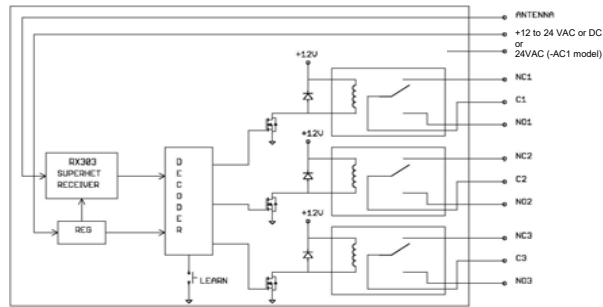 ANTENNA
+12 to 24 VAC or DC
or
24VAC (-AC1 model)
+12V
NC1
C1
NO1
RX303
SUPERHET
RECEIVER
REG
DECODER
LEARN
+12V
NC2
C2
NO2
+12V
NC3
C3
NO3